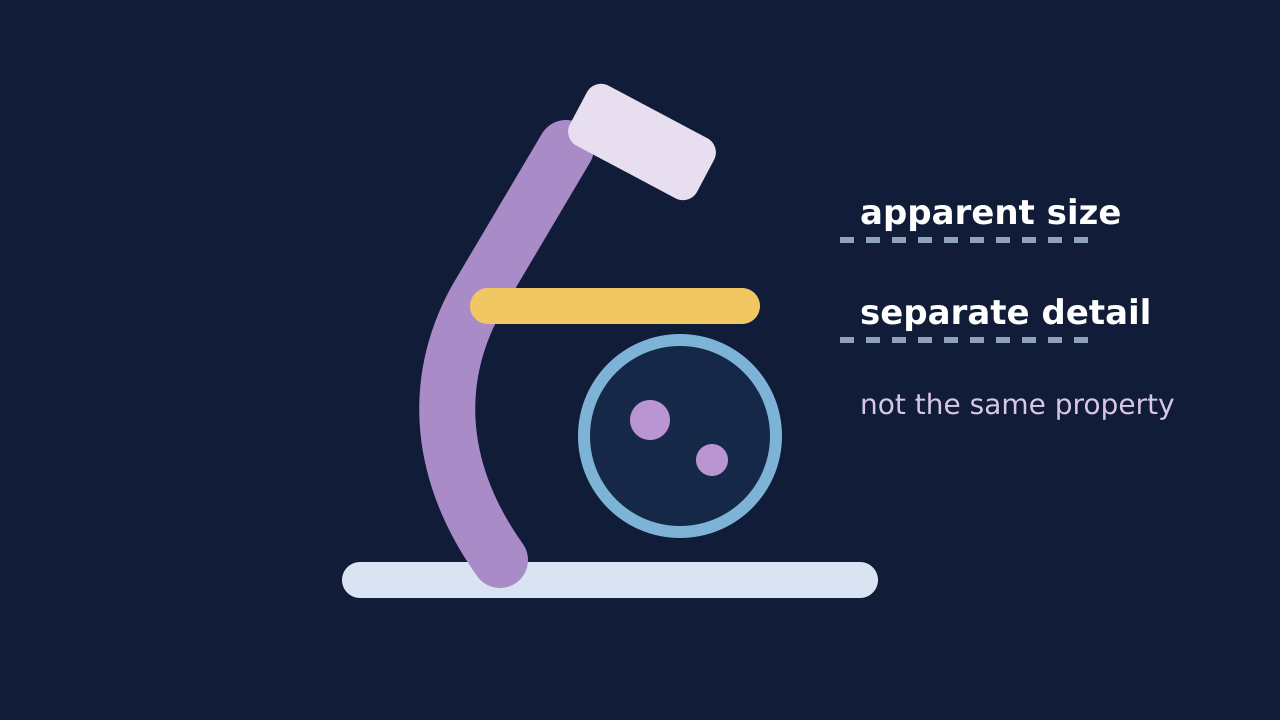 apparent size
separate detail
not the same property